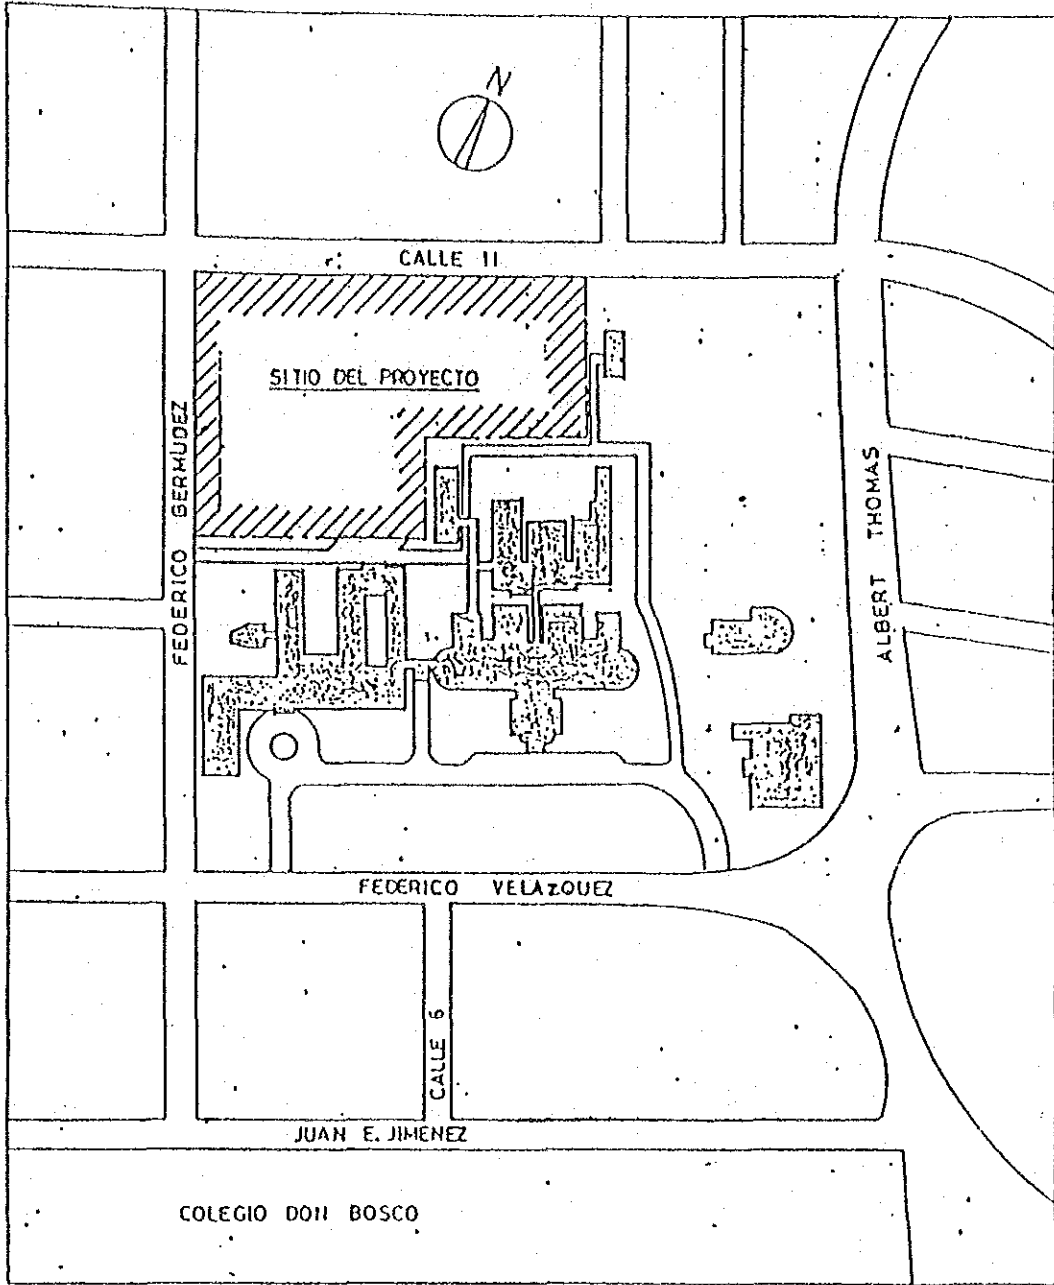 N
CALLE 11
SITIO DEL PROYECTO
FEDERICO BERMUDEZ
ALBERT THOMAS
FEDERICO VELAZQUEZ
CALLE 6
JUAN E. JIMENEZ
COLEGIO DON BOSCO